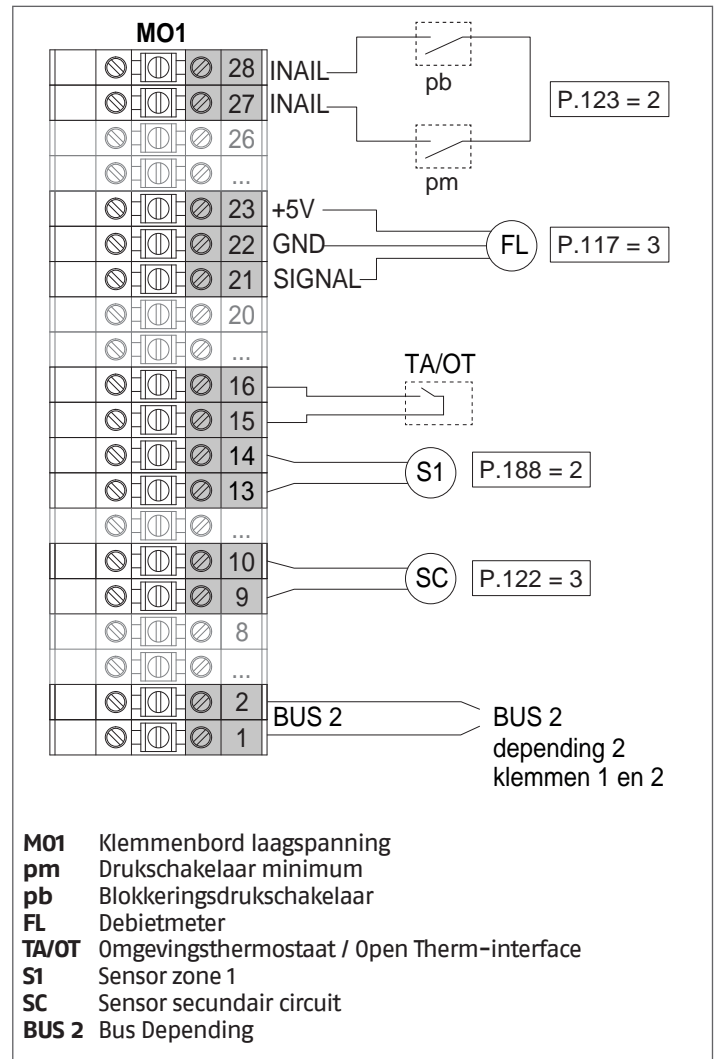 MO1
28 INAIL
pb
27 INAIL
P.123 = 2
26
pm
...
23 +5V
22 GND FL P.117 = 3
21 SIGNAL
20
...
TA/OT
16
15
14
S1 P.188 = 2
13
...
10
SC P.122 = 3
9
8
...
2
BUS 2 BUS 2
1
depending 2
klemmen 1 en 2
MO1 Klemmenbord laagspanning
pm Drukschakelaar minimum
pb Blokkeringsdrukschakelaar
FL Debietmeter
TA/OT Omgevingsthermostaat / Open Therm-interface
S1 Sensor zone 1
SC Sensor secundair circuit
BUS 2 Bus Depending